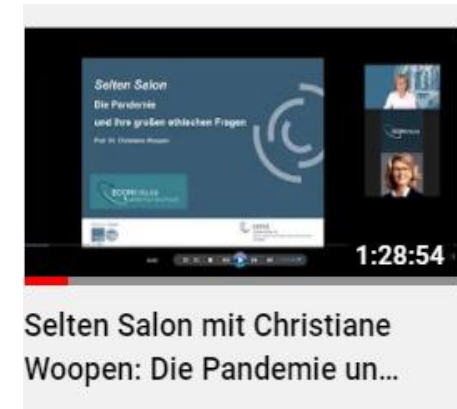 Selten Salon
Die Pandemie
und ihre großen ethischen Fragen
Prof. Dr. Christiane Woopen
1:28:54
Selten Salon mit Christiane
Woopen: Die Pandemie un...